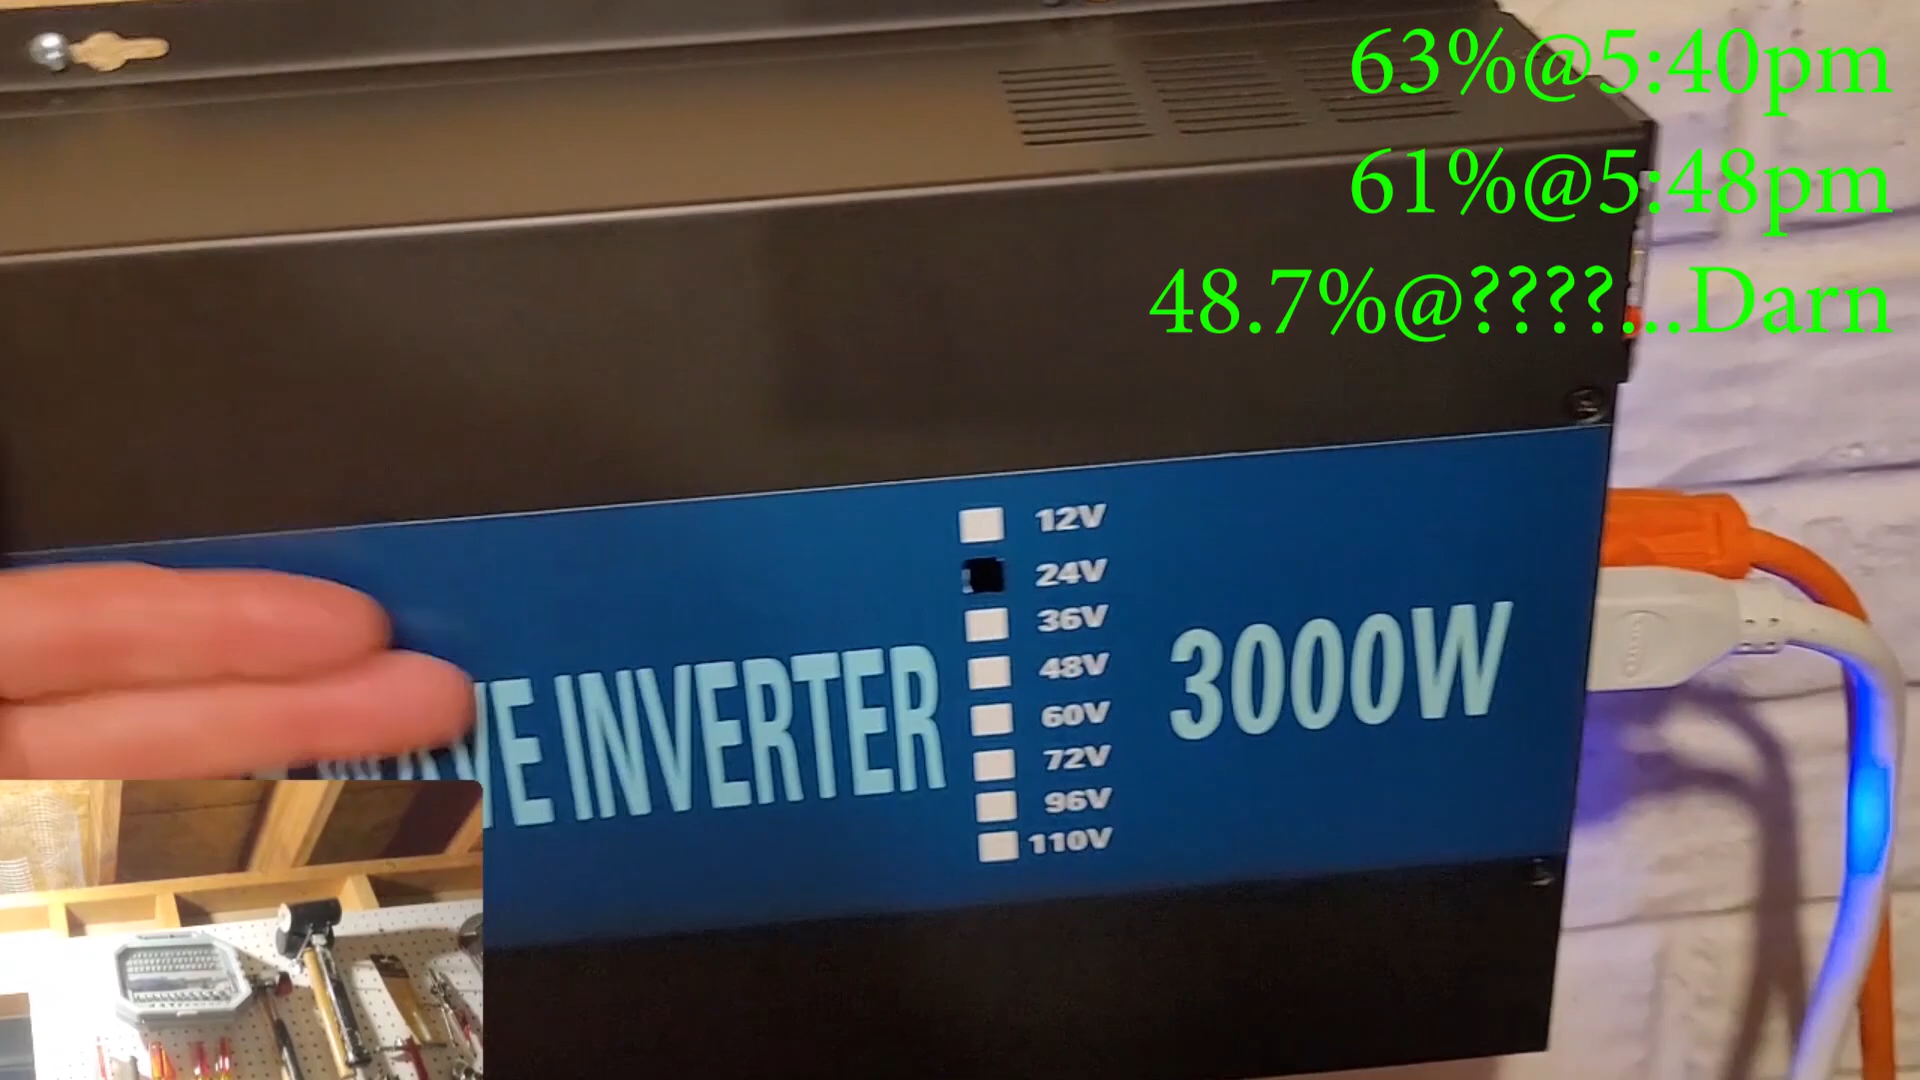 63%@5:40pm
61%@5:48pm
48.7%@????...Darn
12V
24V
36V
48V
60V
72V
96V
110V
INVERTER
3000W